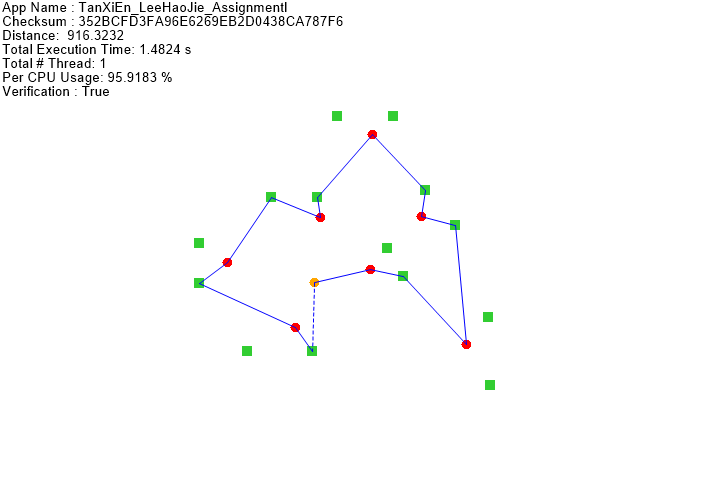 App Name : TanXiEn_LeeHaoJie_AssignmentI
Checksum : 352BCFD3FA96E6269EB2D0438CA787F6
Distance:  916.3232
Total Execution Time: 1.4824 s
Total # Thread: 1
Per CPU Usage: 95.9183 %
Verification : True